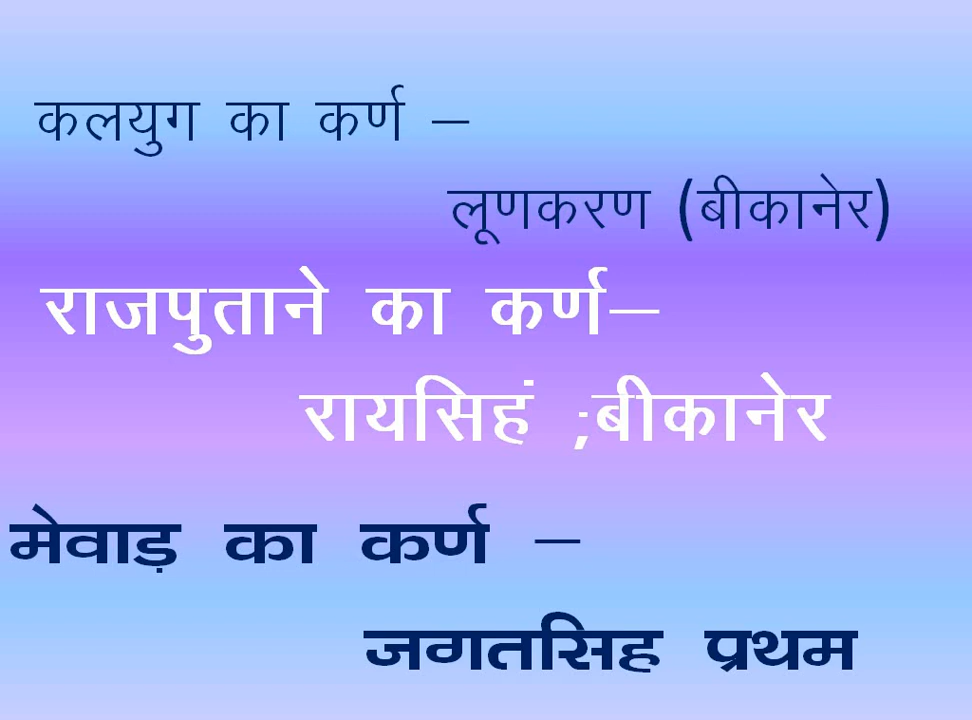 कलयुग का कर्ण –
लूणकरण (बीकानेर)
राजपुताने का कर्ण–
रायसिहं ;बीकानेर
मेवाड़ का कर्ण –
जगतसिह प्रथम